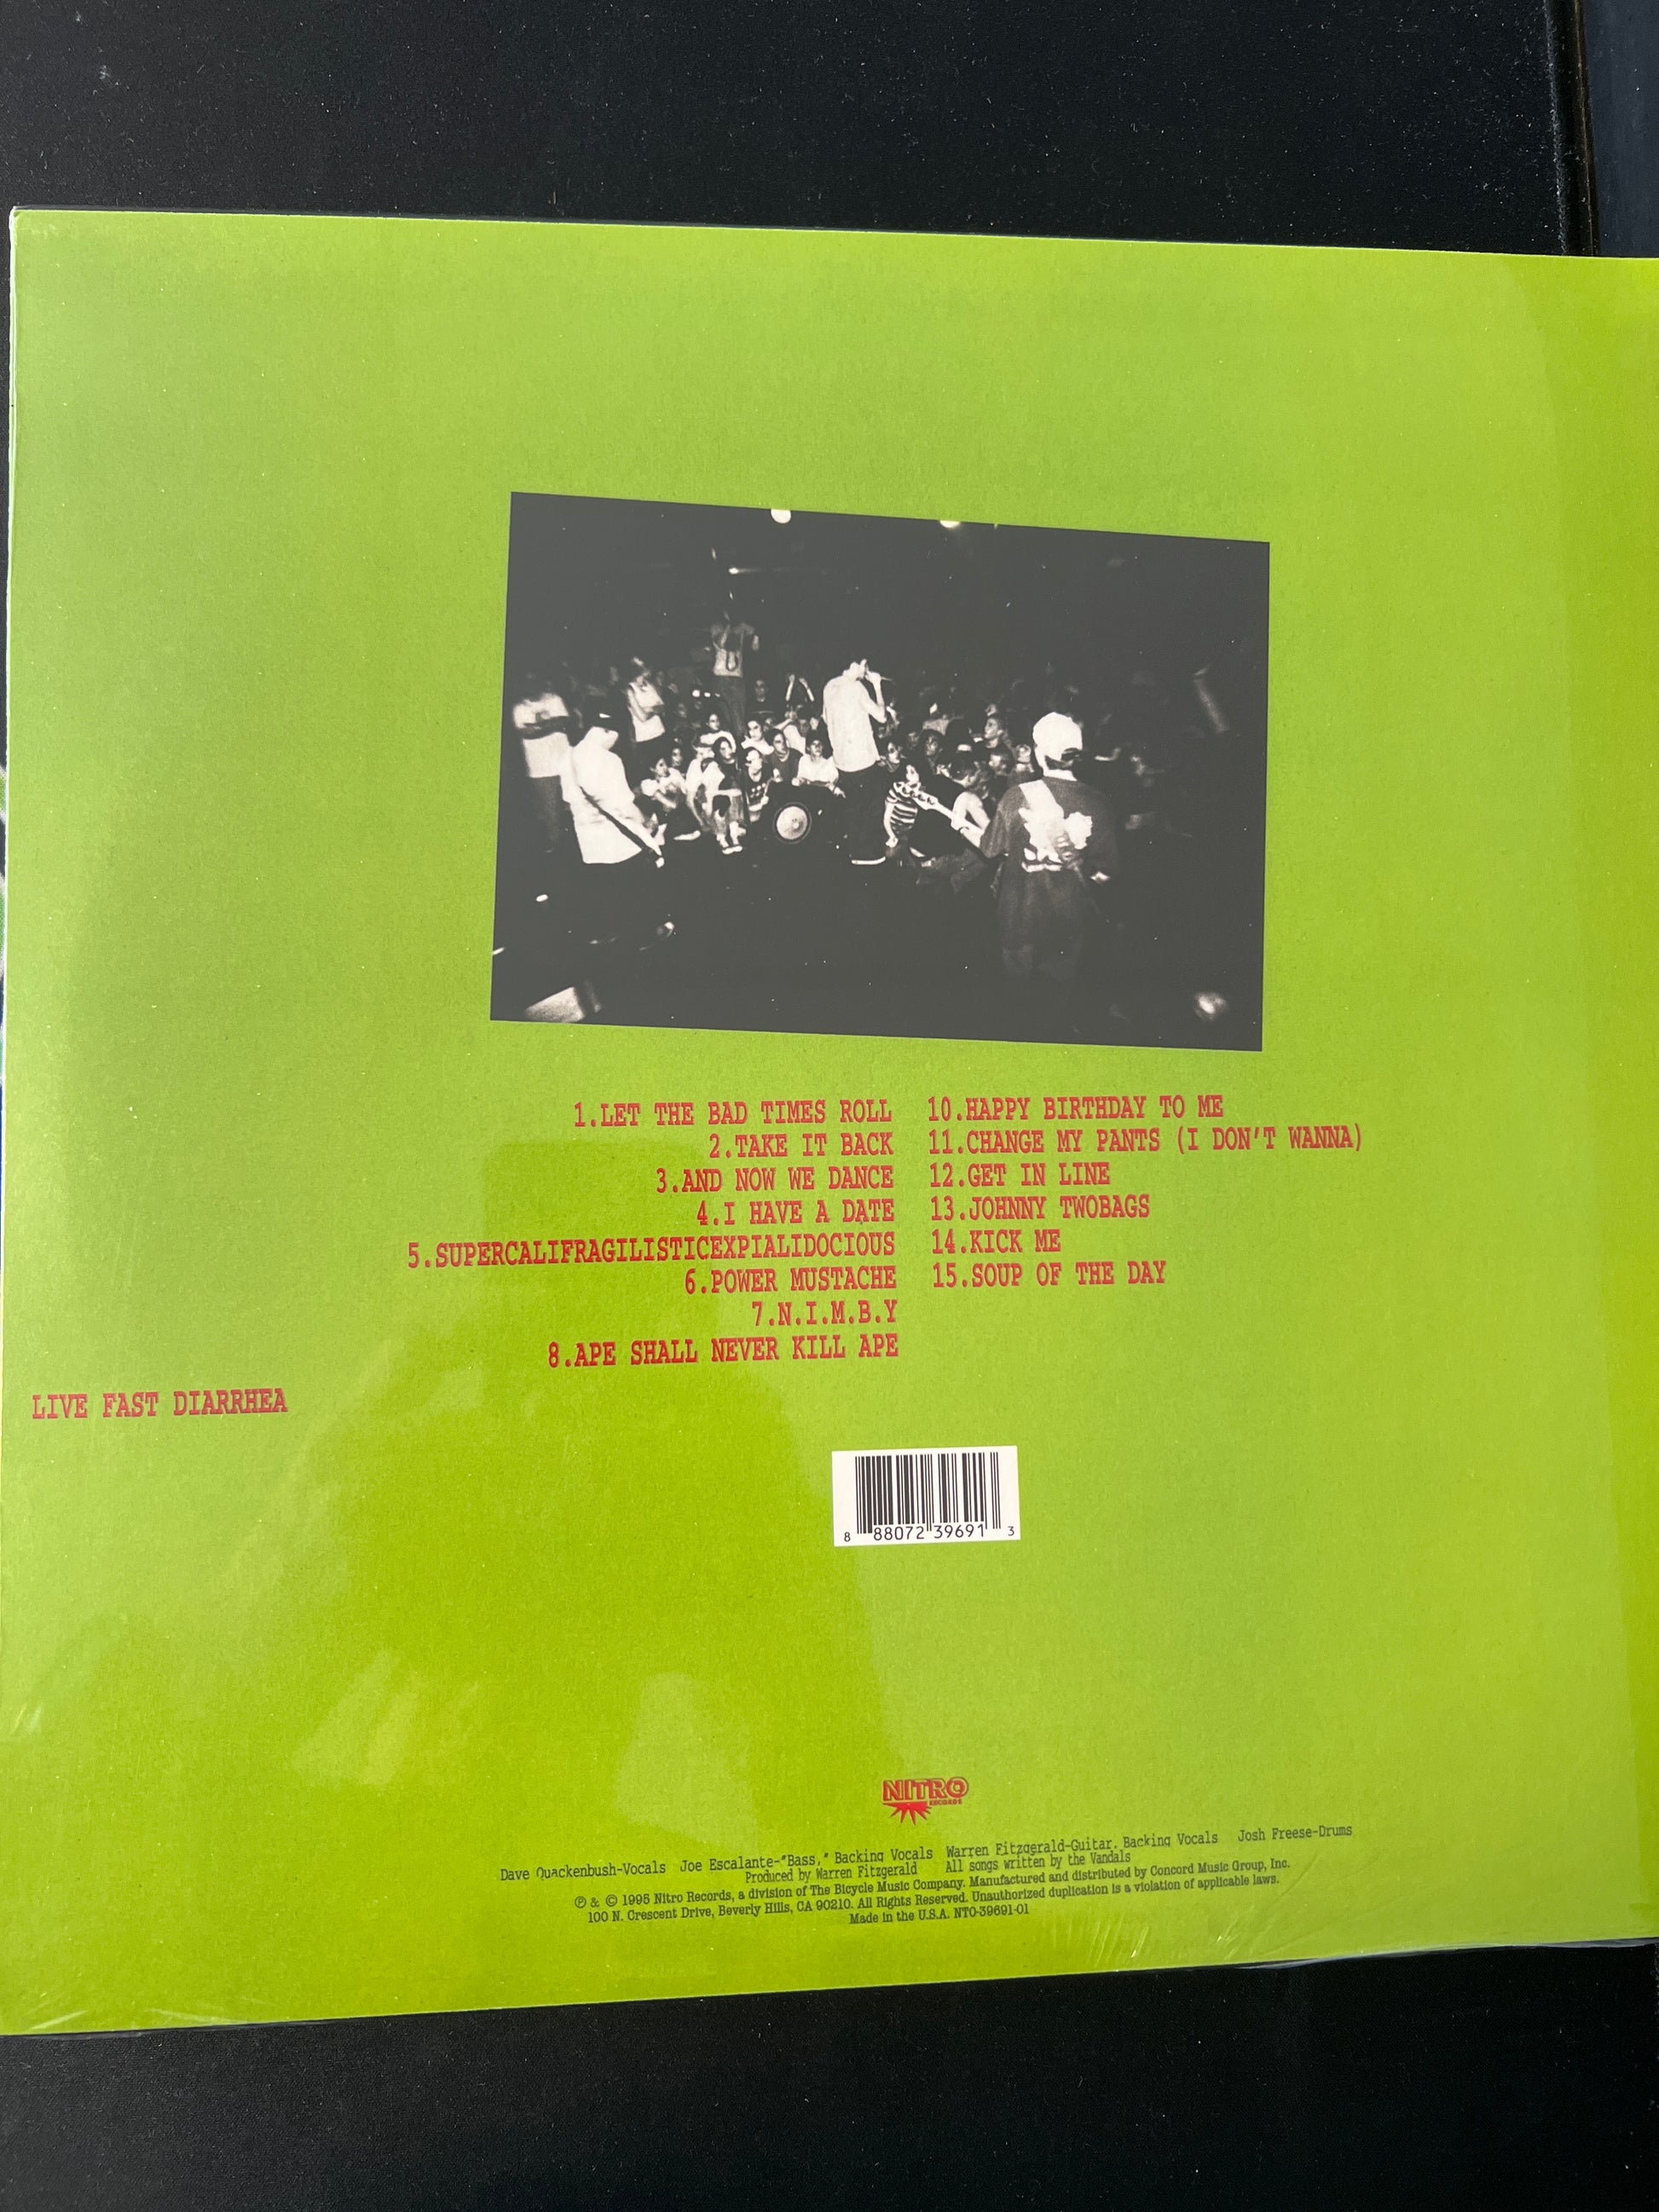 1.LET THE BAD TIMES ROLL
2.TAKE IT BACK
3.AND NOW WE DANCE
4.I HAVE A DATE
5.SUPERCALIFRAGILISTICEXPIALIDOCIOUS
6.POWER MUSTACHE
7.N.I.M.B.Y
8.APE SHALL NEVER KILL APE
LIVE FAST DIARRHEA
10.HAPPY BIRTHDAY TO ME
11.CHANGE MY PANTS (I DON'T WANNA)
12.GET IN LINE
13.JOHNNY TWOBAGS
14.KICK ME
15.SOUP OF THE DAY
8 88072 39691 3
NITRO
RECORDS
Dave Quackenbush-Vocals Joe Escalante-"Bass," Backing Vocals Warren Fitzgerald-Guitar, Backing Vocals Josh Freese-Drums
Produced by Warren Fitzgerald All songs written by the Vandals
℗ & © 1995 Nitro Records, a division of The Bicycle Music Company. Manufactured and distributed by Concord Music Group, Inc.
100 N. Crescent Drive, Beverly Hills, CA 90210. All Rights Reserved. Unauthorized duplication is a violation of applicable laws.
Made in the U.S.A. NTO-39691-01